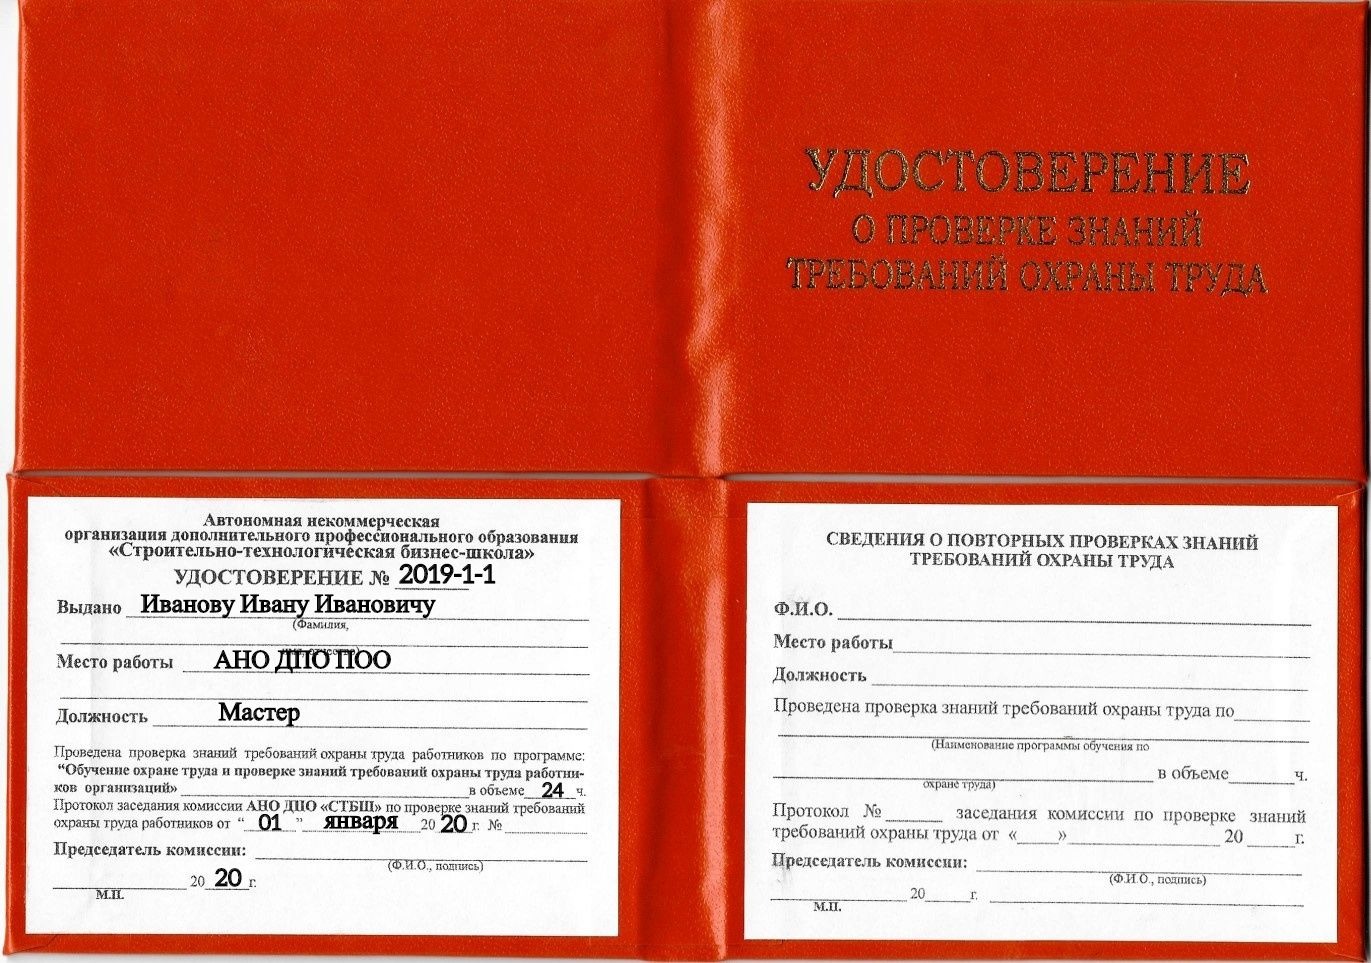 УДОСТОВЕРЕНИЕ
О ПРОВЕРКЕ ЗНАНИЙ
ТРЕБОВАНИЙ ОХРАНЫ ТРУДА
Автономная некоммерческая
организация дополнительного профессионального образования
«Строительно-технологическая бизнес-школа»
УДОСТОВЕРЕНИЕ № 2019-1-1
Выдано Иванову Ивану Ивановичу
(Фамилия,
имя, отчество)
Место работы АНО ДПО ПОО
Должность Мастер
Проведена проверка знаний требований охраны труда работников по программе:
“Обучение охране труда и проверке знаний требований охраны труда работни-
ков организаций» в объеме 24 ч.
Протокол заседания комиссии АНО ДПО «СТБШ» по проверке знаний требований
охраны труда работников от “ 01 ” января 20 20 г. №
Председатель комиссии:
(Ф.И.О., подпись)
20 20 г.
М.П.
СВЕДЕНИЯ О ПОВТОРНЫХ ПРОВЕРКАХ ЗНАНИЙ
ТРЕБОВАНИЙ ОХРАНЫ ТРУДА
Ф.И.О.
Место работы
Должность
Проведена проверка знаний требований охраны труда по
(Наименование программы обучения по
охране труда) в объеме ч.
Протокол № заседания комиссии по проверке знаний
требований охраны труда от « » 20 г.
Председатель комиссии:
(Ф.И.О., подпись)
20 г.
М.П.